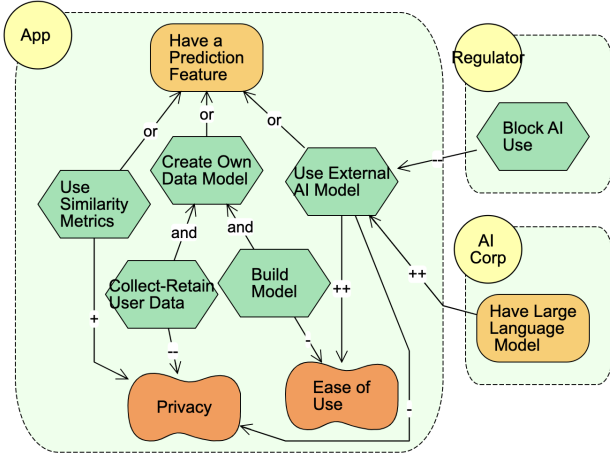 App
Have a
Prediction
Feature
Regulator
Block AI
Use
or
or
or
--
Create Own
Data Model
Use External
AI Model
Use
Similarity
Metrics
and
and
AI
Corp
Collect-Retain
User Data
Build
Model
++
++
Have Large
Language
Model
+
--
-
Privacy
Ease of
Use
-